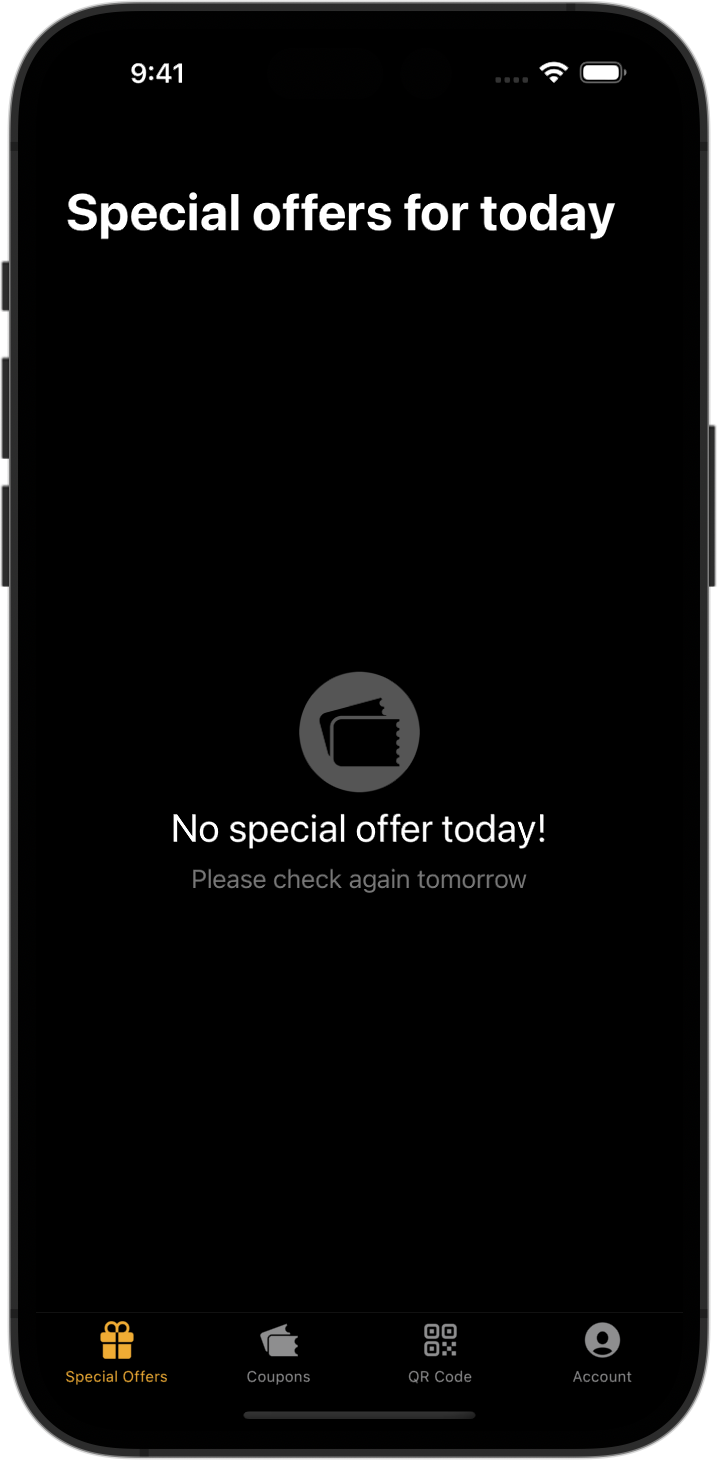 9:41
Special offers for today
No special offer today!
Please check again tomorrow
Special Offers
Coupons
QR Code
Account